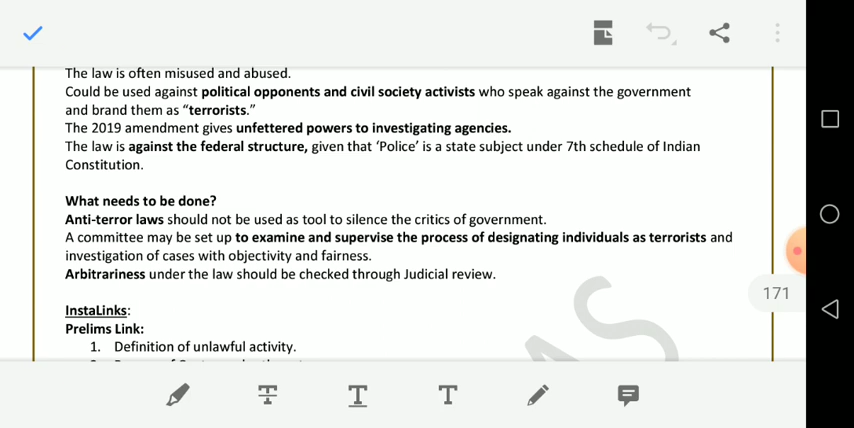 The law is often misused and abused.
Could be used against political opponents and civil society activists who speak against the government
and brand them as “terrorists.”
The 2019 amendment gives unfettered powers to investigating agencies.
The law is against the federal structure, given that ‘Police’ is a state subject under 7th schedule of Indian
Constitution.
What needs to be done?
Anti-terror laws should not be used as tool to silence the critics of government.
A committee may be set up to examine and supervise the process of designating individuals as terrorists and
investigation of cases with objectivity and fairness.
Arbitrariness under the law should be checked through Judicial review.
171
InstaLinks:
Prelims Link:
1. Definition of unlawful activity.